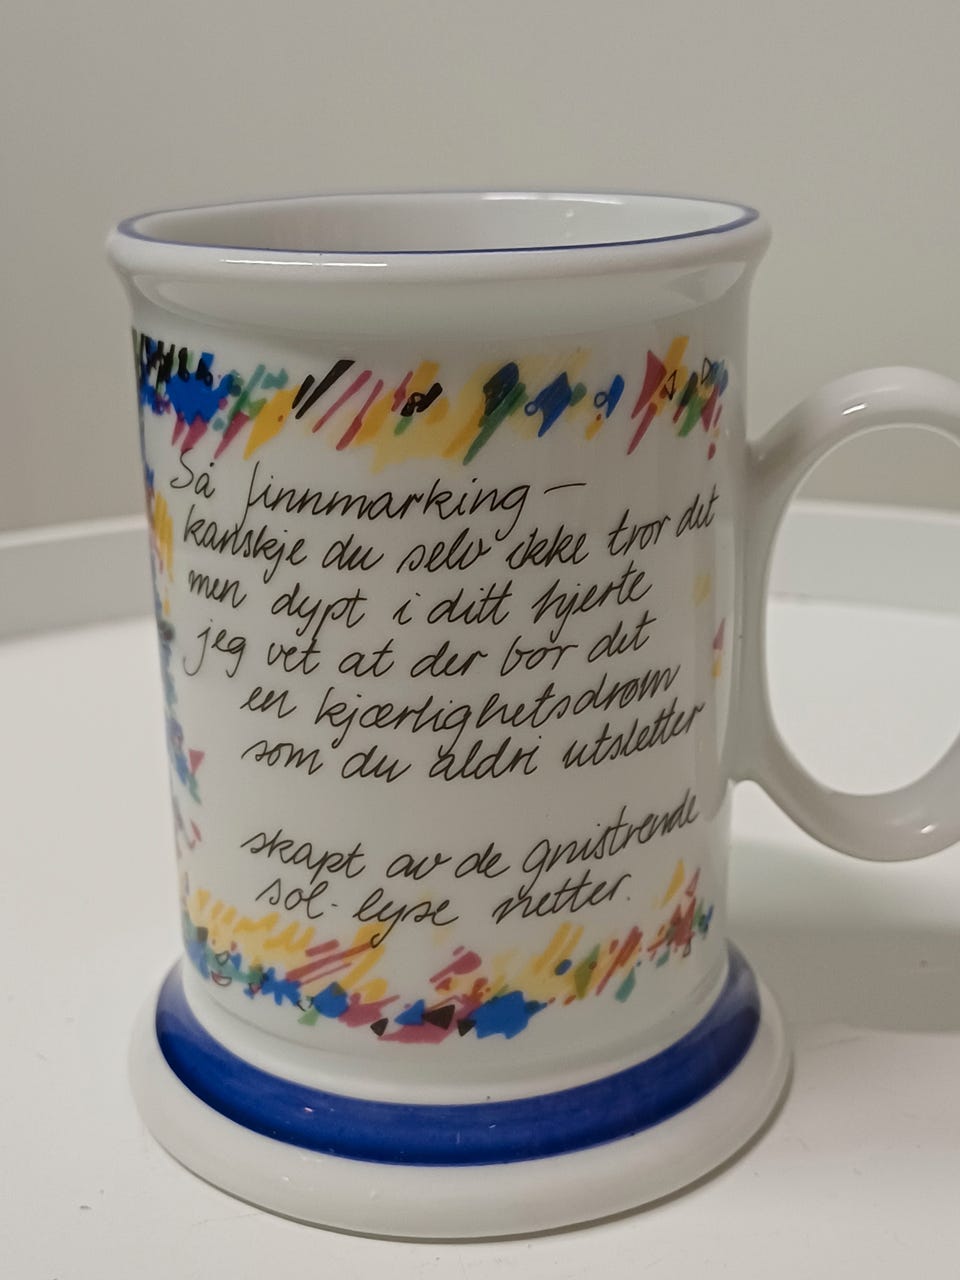 Så finnmarking –
kanskje du selv ikke tror det
men dypt i ditt hjerte
jeg vet at der bor det
en kjærlighetsdrøm
som du aldri utsletter
skapt av de gnistrende
sol-lyse netter.